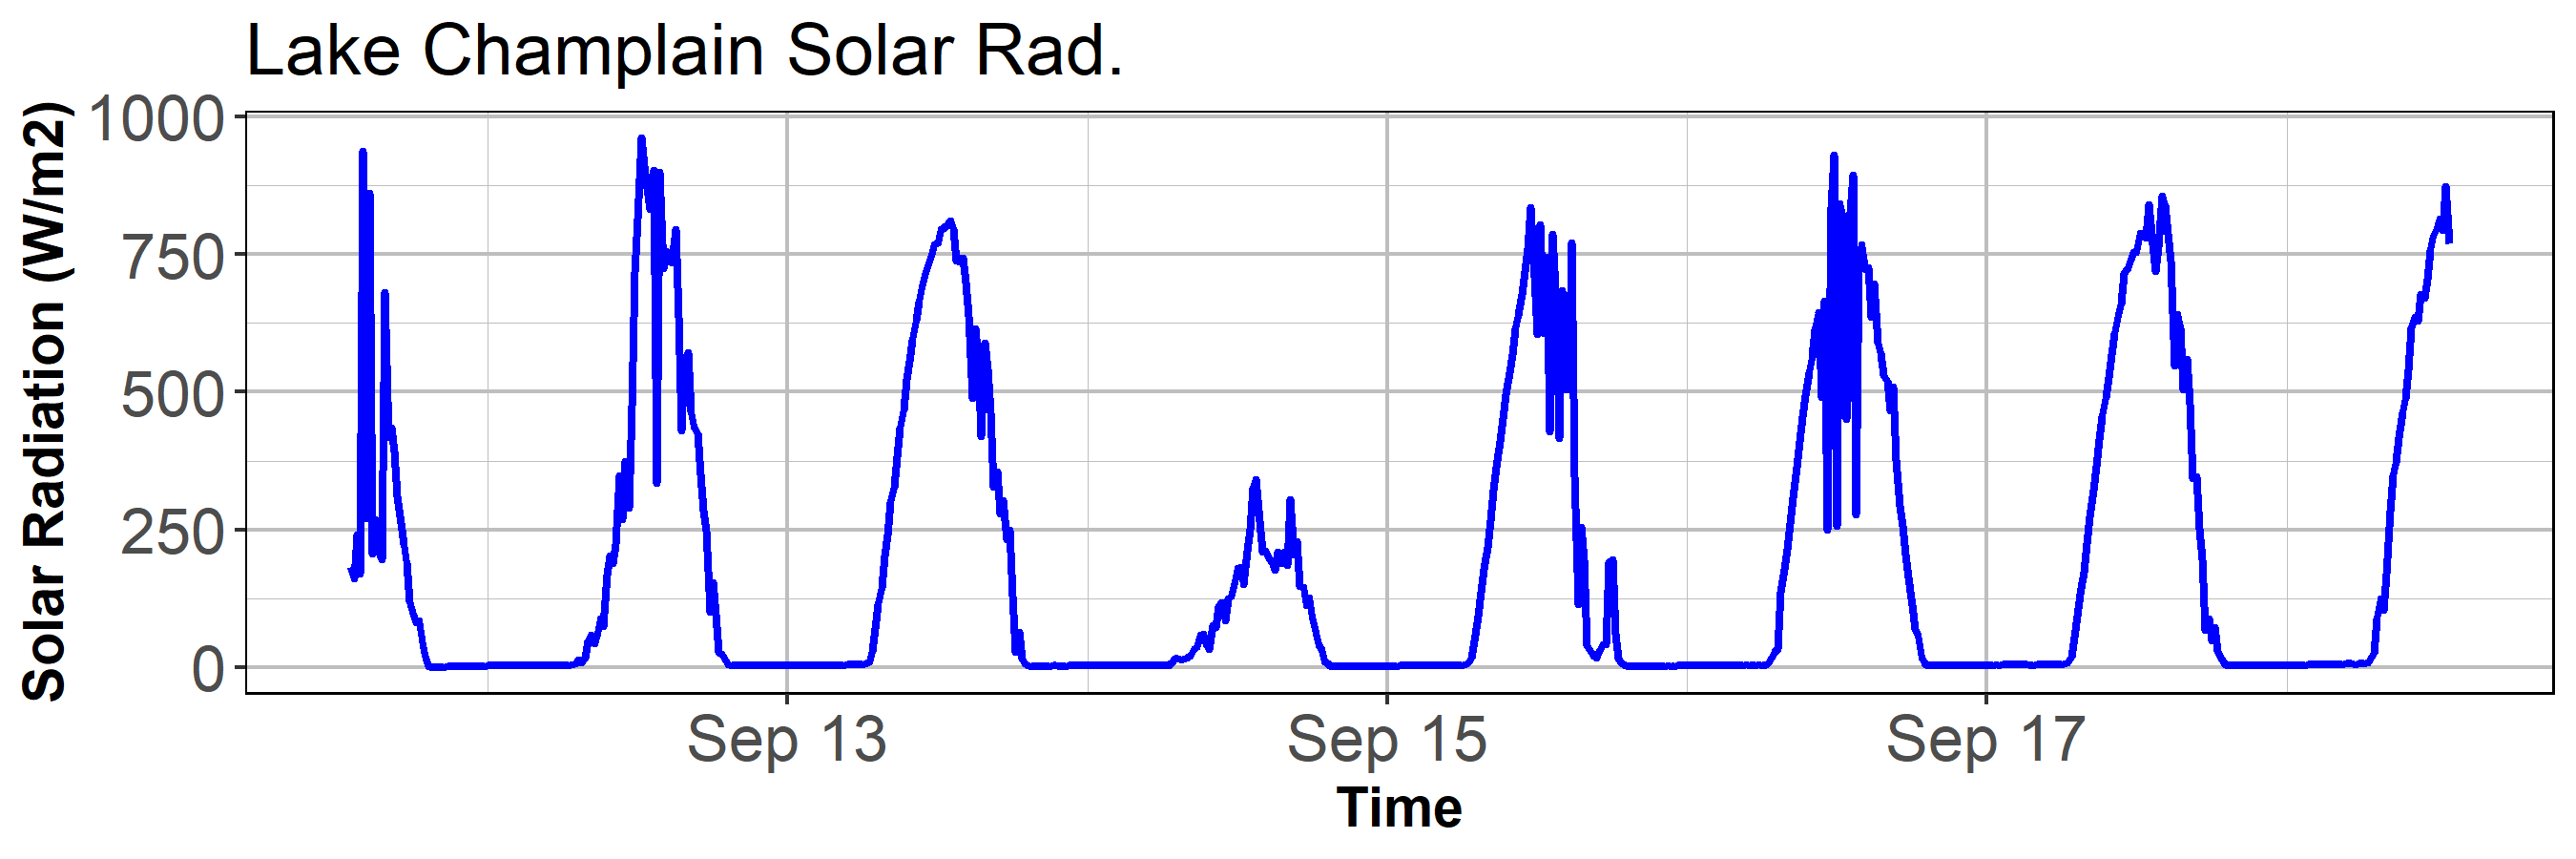 Lake Champlain Solar Rad.
Solar Radiation (W/m2)
1000
750
500
250
0
Sep 13
Sep 15
Sep 17
Time